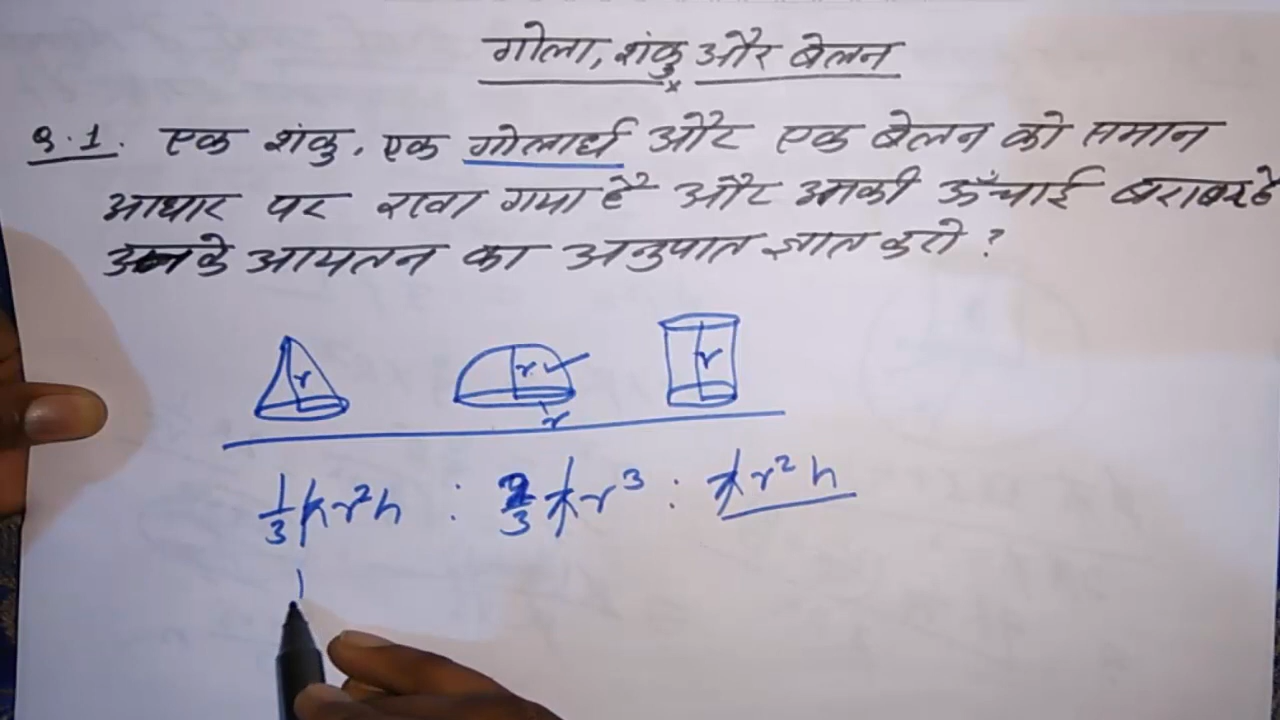 गोला, शंकु और बेलन
Q.1. एक शंकु, एक गोलार्ध और एक बेलन को समान
आधार पर रखा गया है और उनकी ऊँचाई बराबर है
उनके आयतन का अनुपात ज्ञात करो ?
r r r
r
1/3 πr²h : 2/3 πr³ : πr²h
1